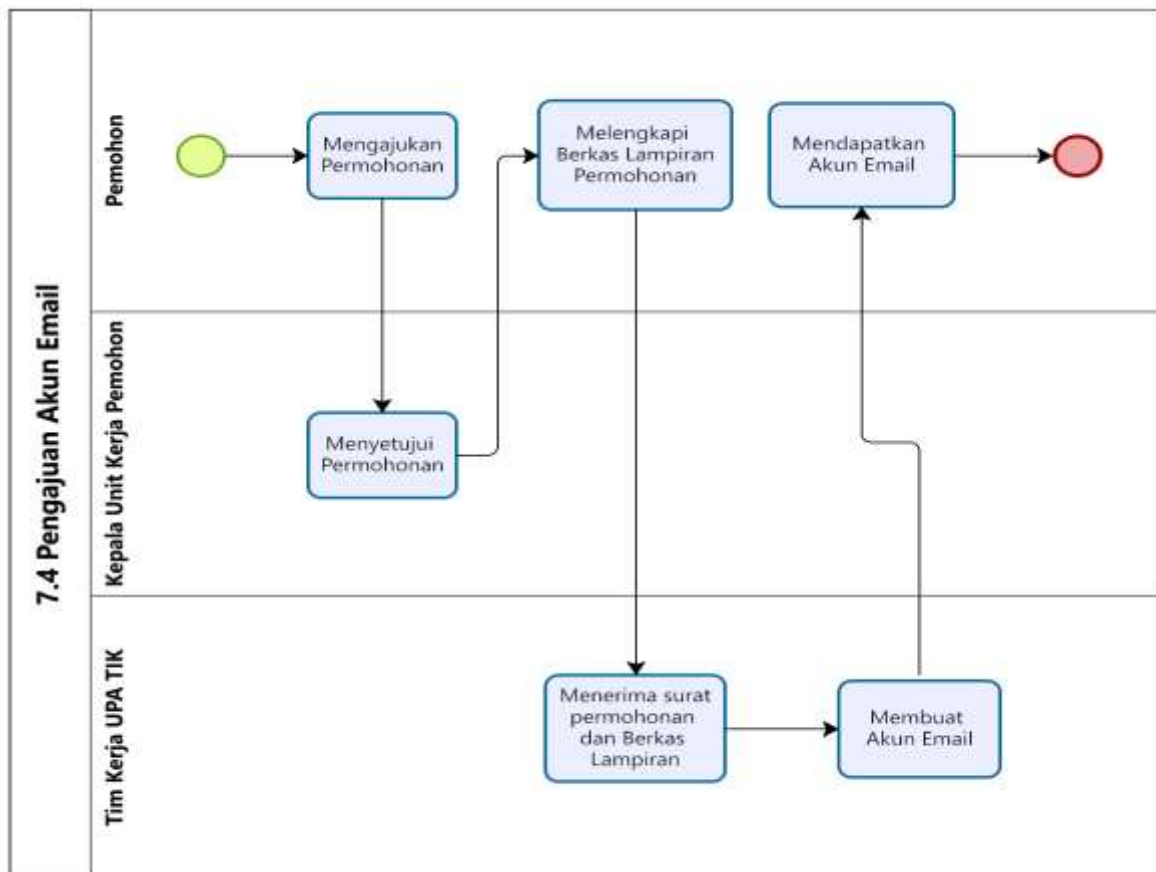 7.4 Pengajuan Akun Email
Pemohon
Mengajukan
Permohonan
Melengkapi
Berkas Lampiran
Permohonan
Mendapatkan
Akun Email
Kepala Unit Kerja Pemohon
Menyetujui
Permohonan
Tim Kerja UPA TIK
Menerima surat
permohonan
dan Berkas
Lampiran
Membuat
Akun Email